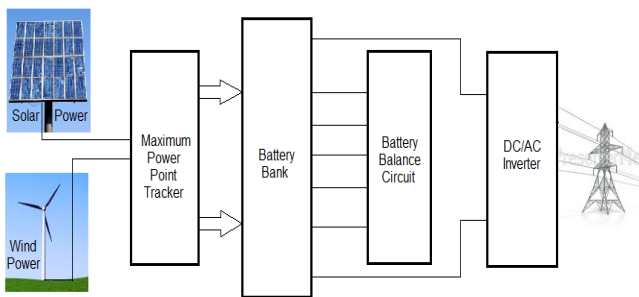 Solar Power
Wind
Power
Maximum
Power
Point
Tracker
Battery
Bank
Battery
Balance
Circuit
DC/AC
Inverter